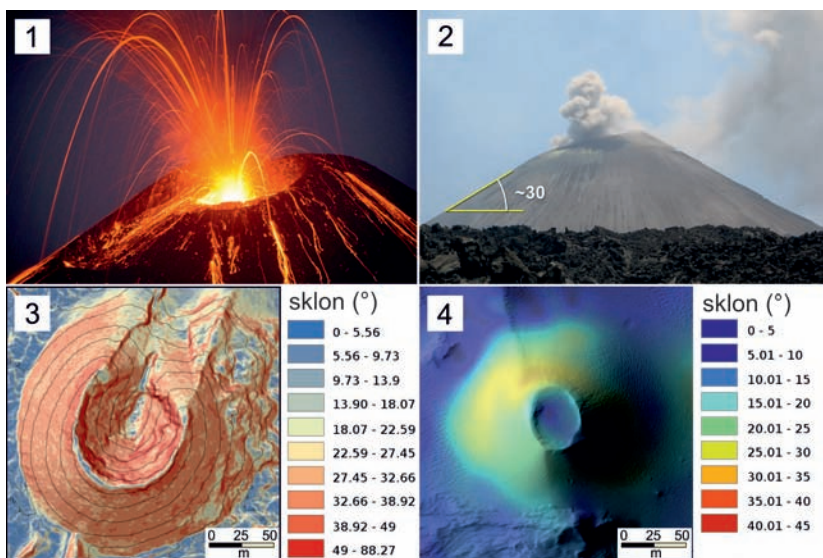 1
2
~30
3
sklon (°)
0 - 5.56
5.56 - 9.73
9.73 - 13.9
13.90 - 18.07
18.07 - 22.59
22.59 - 27.45
27.45 - 32.66
32.66 - 38.92
38.92 - 49
49 - 88.27
0 25 50
m
4
sklon (°)
0 - 5
5.01 - 10
10.01 - 15
15.01 - 20
20.01 - 25
25.01 - 30
30.01 - 35
35.01 - 40
40.01 - 45
0 25 50
m